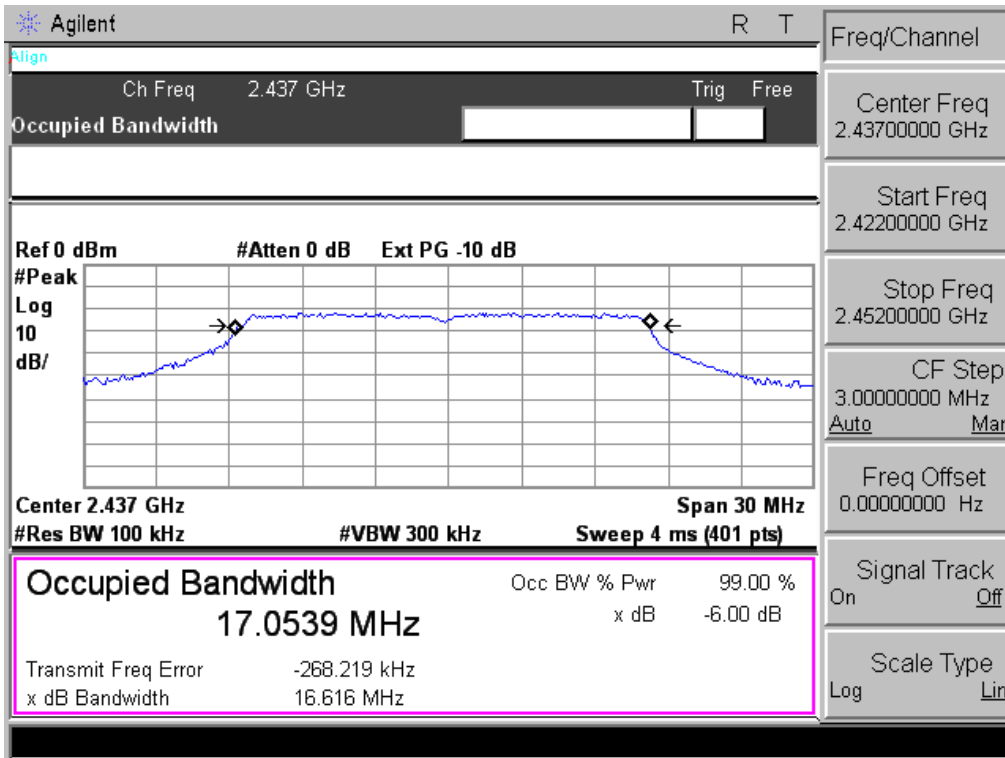 Agilent R T
Align
Ch Freq 2.437 GHz Trig Free
Occupied Bandwidth
Ref 0 dBm #Atten 0 dB Ext PG -10 dB
#Peak
Log
10
dB/
Center 2.437 GHz Span 30 MHz
#Res BW 100 kHz #VBW 300 kHz Sweep 4 ms (401 pts)
Occupied Bandwidth Occ BW % Pwr 99.00 %
17.0539 MHz x dB -6.00 dB
Transmit Freq Error -268.219 kHz
x dB Bandwidth 16.616 MHz
Freq/Channel
Center Freq
2.43700000 GHz
Start Freq
2.42200000 GHz
Stop Freq
2.45200000 GHz
CF Step
3.00000000 MHz
Auto Man
Freq Offset
0.00000000 Hz
Signal Track
On Off
Scale Type
Log Lin